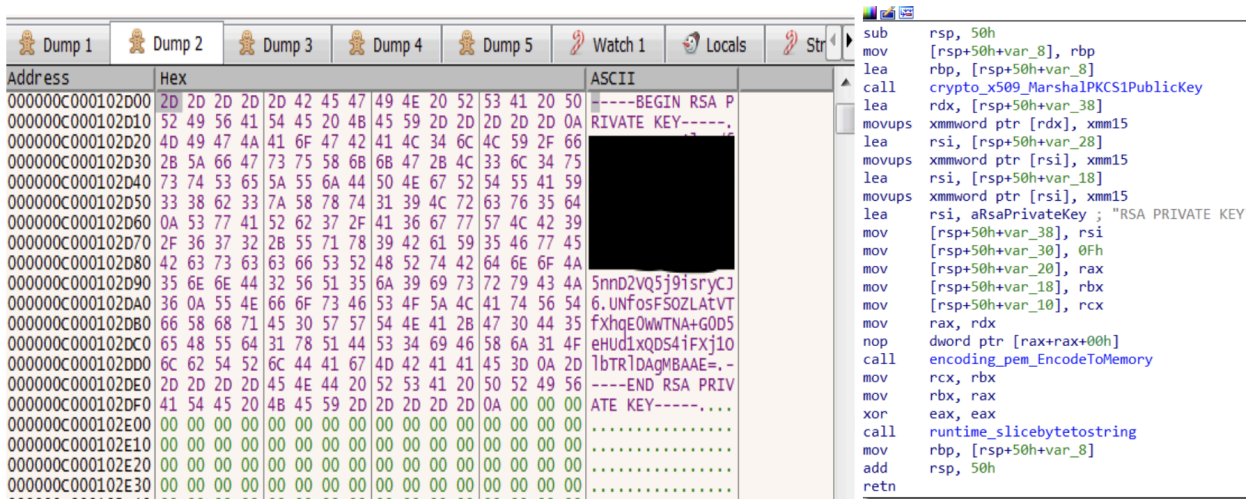 Dump 1 Dump 2 Dump 3 Dump 4 Dump 5 Watch 1 Locals Str
Address Hex ASCII
000000C000102D00 2D 2D 2D 2D 2D 42 45 47 49 4E 20 52 53 41 20 50 -----BEGIN RSA P
000000C000102D10 52 49 56 41 54 45 20 4B 45 59 2D 2D 2D 2D 2D 0A RIVATE KEY-----.
000000C000102D20 4D 49 47 4A 41 6F 47 42 41 4C 34 6C 4C 59 2F 66
000000C000102D30 2B 5A 66 47 73 75 58 6B 6B 47 2B 4C 33 6C 34 75
000000C000102D40 73 74 53 65 5A 55 6A 44 50 4E 67 52 54 55 41 59
000000C000102D50 33 38 62 33 7A 58 78 74 31 39 4C 72 63 76 35 64
000000C000102D60 0A 53 77 41 52 62 37 2F 41 36 67 77 57 4C 42 39
000000C000102D70 2F 36 37 32 2B 55 71 78 39 42 61 59 35 46 77 45
000000C000102D80 42 63 73 63 63 66 53 52 48 52 74 42 64 6E 6F 4A
000000C000102D90 35 6E 6E 44 32 56 51 35 6A 39 69 73 72 79 43 4A 5nnD2VQ5j9isryCJ
000000C000102DA0 36 0A 55 4E 66 6F 73 46 53 4F 5A 4C 41 74 56 54 6.UNfosFSOZLAtVT
000000C000102DB0 66 58 68 71 45 30 57 57 54 4E 41 2B 47 30 44 35 fXhqE0WWTNA+G0D5
000000C000102DC0 65 48 55 64 31 78 51 44 53 34 69 46 58 6A 31 4F eHUd1xQDS4iFXj1O
000000C000102DD0 6C 62 54 52 6C 44 41 67 4D 42 41 41 45 3D 0A 2D lbTRlDAgMBAAE=.-
000000C000102DE0 2D 2D 2D 2D 45 4E 44 20 52 53 41 20 50 52 49 56 ----END RSA PRIV
000000C000102DF0 41 54 45 20 4B 45 59 2D 2D 2D 2D 2D 0A 00 00 00 ATE KEY-----....
000000C000102E00 00 00 00 00 00 00 00 00 00 00 00 00 00 00 00 00 ................
000000C000102E10 00 00 00 00 00 00 00 00 00 00 00 00 00 00 00 00 ................
000000C000102E20 00 00 00 00 00 00 00 00 00 00 00 00 00 00 00 00 ................
000000C000102E30 00 00 00 00 00 00 00 00 00 00 00 00 00 00 00 00 ................
sub rsp, 50h
mov [rsp+50h+var_8], rbp
lea rbp, [rsp+50h+var_8]
call crypto_x509_MarshalPKCS1PublicKey
lea rdx, [rsp+50h+var_38]
movups xmmword ptr [rdx], xmm15
lea rsi, [rsp+50h+var_28]
movups xmmword ptr [rsi], xmm15
lea rsi, [rsp+50h+var_18]
movups xmmword ptr [rsi], xmm15
lea rsi, aRsaPrivateKey ; "RSA PRIVATE KEY
mov [rsp+50h+var_38], rsi
mov [rsp+50h+var_30], 0Fh
mov [rsp+50h+var_20], rax
mov [rsp+50h+var_18], rbx
mov [rsp+50h+var_10], rcx
mov rax, rdx
nop dword ptr [rax+rax+00h]
call encoding_pem_EncodeToMemory
mov rcx, rbx
mov rbx, rax
xor eax, eax
call runtime_slicebytetostring
mov rbp, [rsp+50h+var_8]
add rsp, 50h
retn